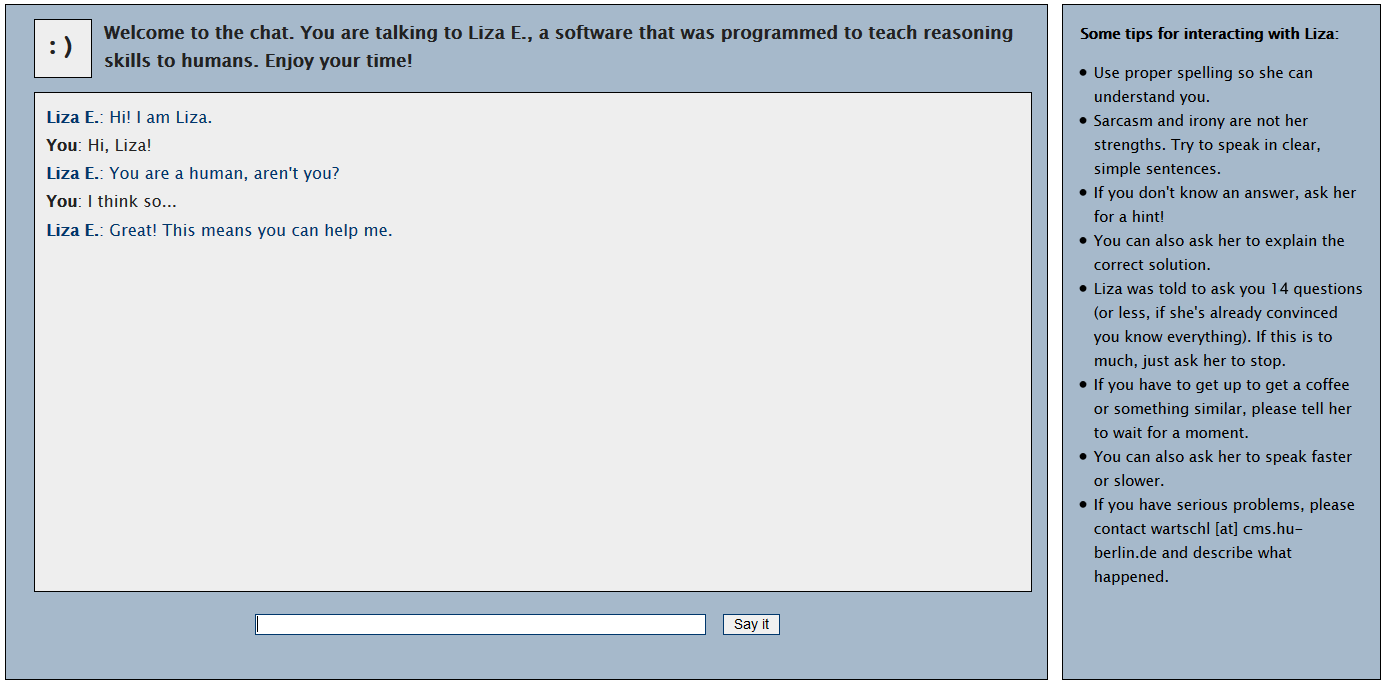 : )
Welcome to the chat. You are talking to Liza E., a software that was programmed to teach reasoning
skills to humans. Enjoy your time!
Liza E.: Hi! I am Liza.
You: Hi, Liza!
Liza E.: You are a human, aren't you?
You: I think so...
Liza E.: Great! This means you can help me.
Say it
Some tips for interacting with Liza:
• Use proper spelling so she can
understand you.
• Sarcasm and irony are not her
strengths. Try to speak in clear,
simple sentences.
• If you don't know an answer, ask her
for a hint!
• You can also ask her to explain the
correct solution.
• Liza was told to ask you 14 questions
(or less, if she's already convinced
you know everything). If this is to
much, just ask her to stop.
• If you have to get up to get a coffee
or something similar, please tell her
to wait for a moment.
• You can also ask her to speak faster
or slower.
• If you have serious problems, please
contact wartschl [at] cms.hu-
berlin.de and describe what
happened.